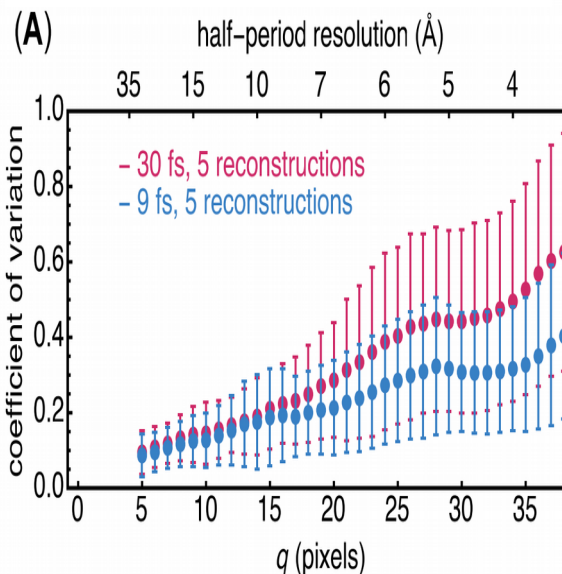 (A)
half–period resolution (Å)
35 15 10 7 6 5 4
1.0
0.8
0.6
0.4
0.2
0.0
coefficient of variation
– 30 fs, 5 reconstructions
– 9 fs, 5 reconstructions
0 5 10 15 20 25 30 35
q (pixels)